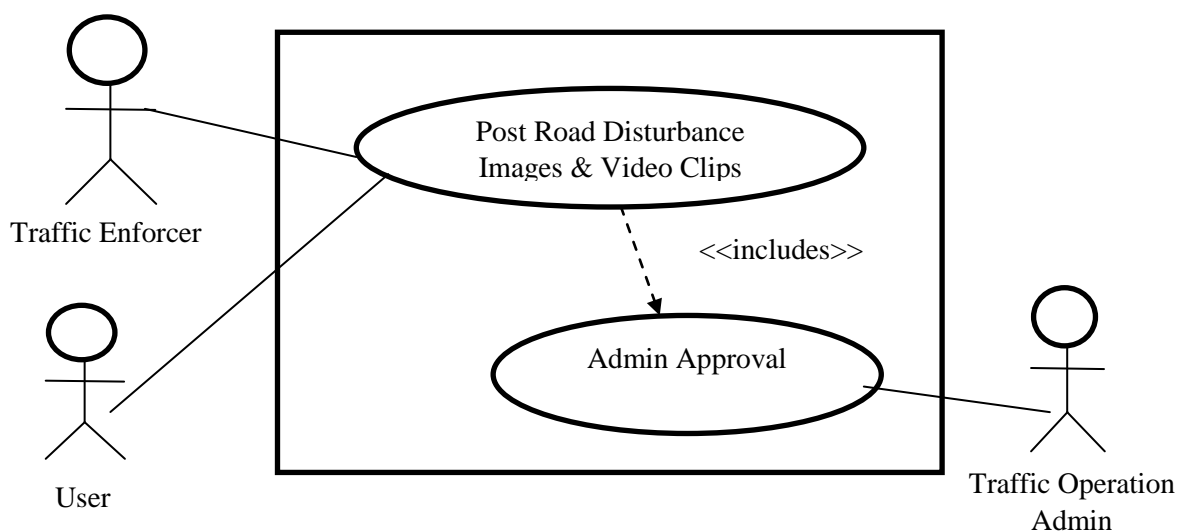 Post Road Disturbance
Images & Video Clips
Traffic Enforcer
<<includes>>
Admin Approval
User
Traffic Operation
Admin